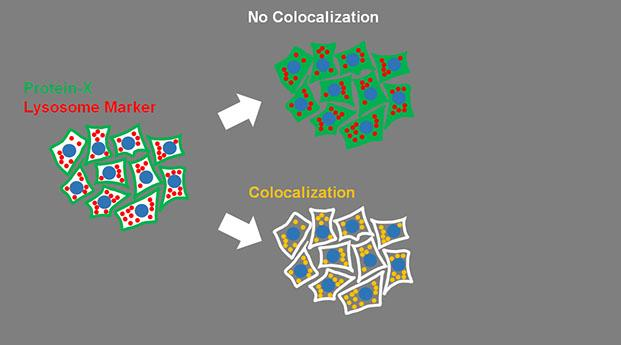 No Colocalization
Protein-X
Lysosome Marker
Colocalization